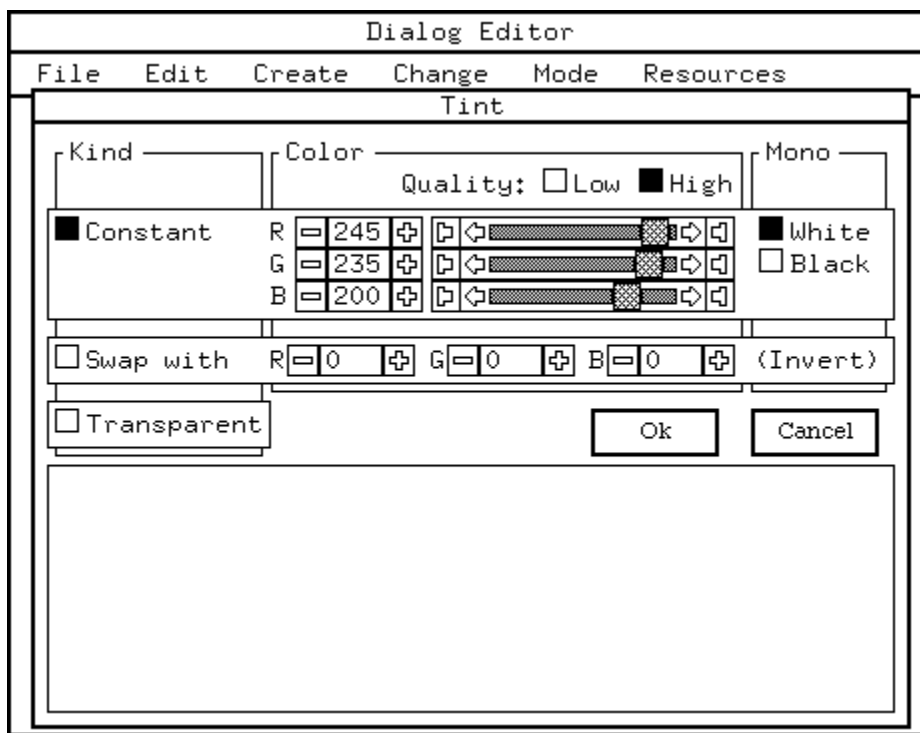 Dialog Editor
File Edit Create Change Mode Resources
Tint
Kind Color Mono
Quality: Low High
Constant R 245 White
G 235 Black
B 200
Swap with R 0 G 0 B 0 (Invert)
Transparent Ok Cancel